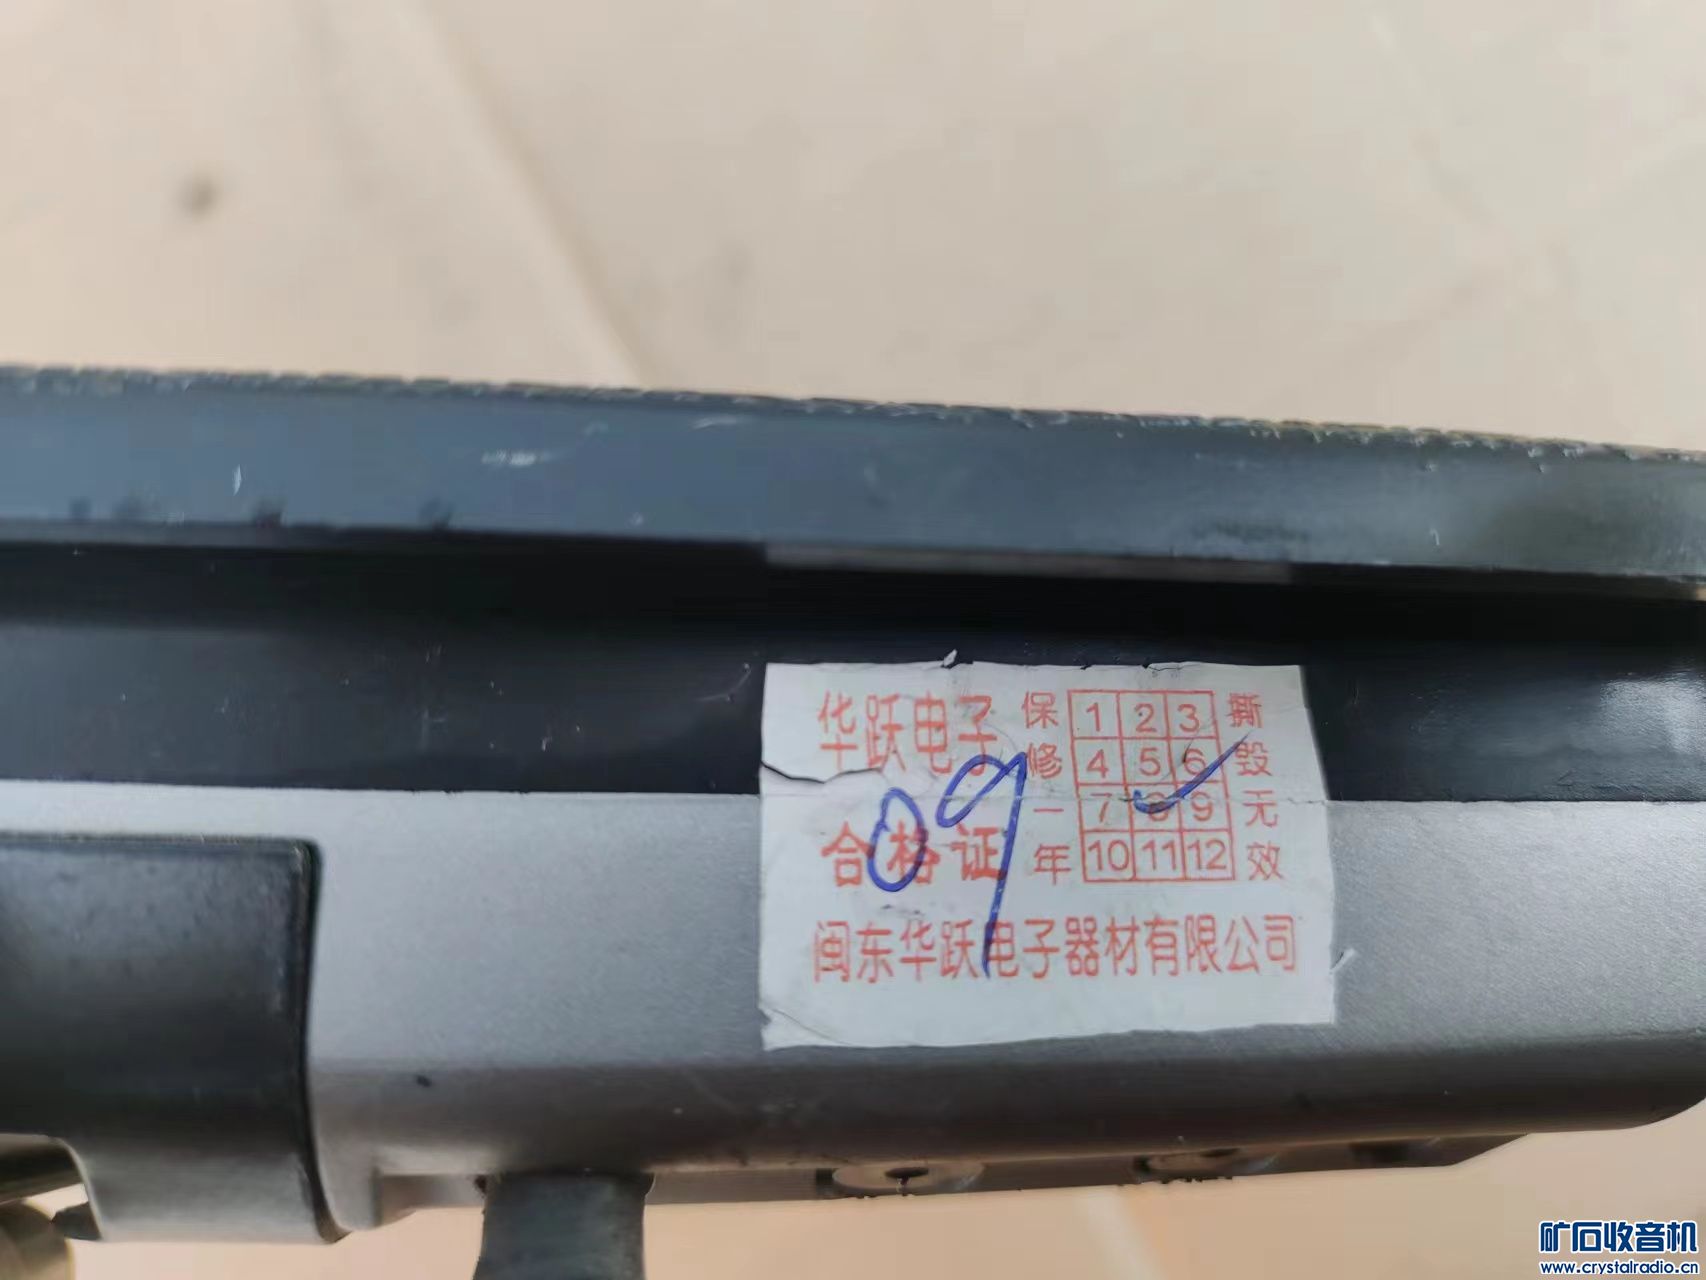 华跃电子
合格证
09
保修一年
1 2 3
4 5 6
7 8 9
10 11 12
撕毁无效
闽东华跃电子器材有限公司
矿石收音机
www.crystalradio.cn